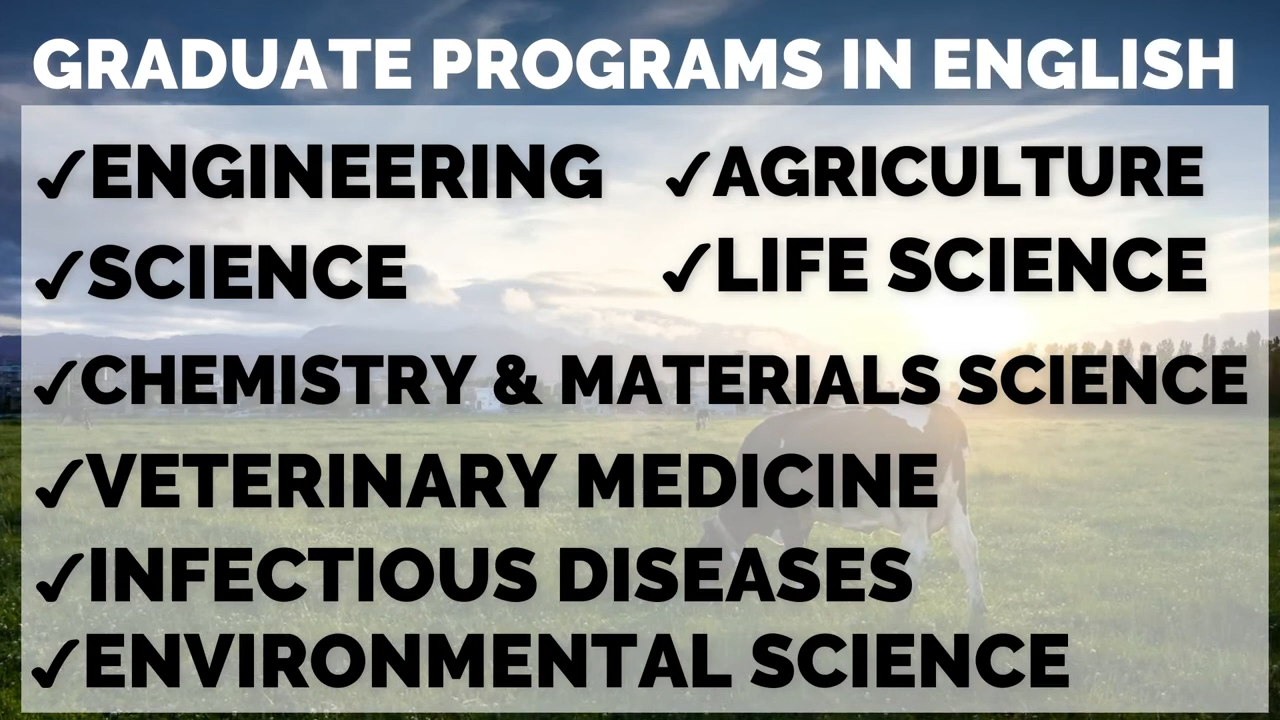 GRADUATE PROGRAMS IN ENGLISH
✓ENGINEERING
✓AGRICULTURE
✓SCIENCE
✓LIFE SCIENCE
✓CHEMISTRY & MATERIALS SCIENCE
✓VETERINARY MEDICINE
✓INFECTIOUS DISEASES
✓ENVIRONMENTAL SCIENCE